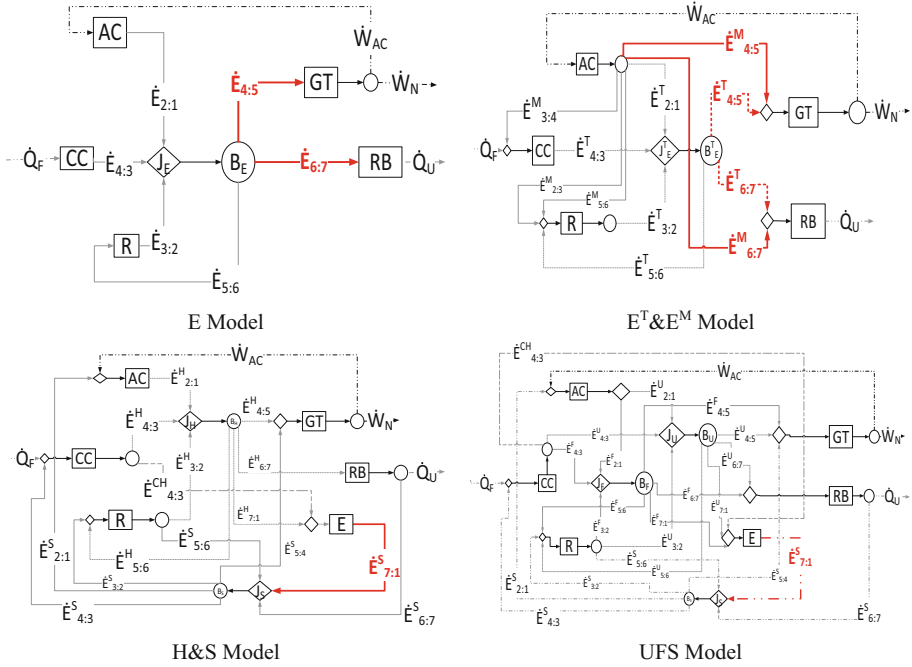 AC
Ẇ_AC
Ė_4:5
GT
Ẇ_N
Ė_2:1
Q̇_F
CC
Ė_4:3
J_E
B_E
Ė_6:7
RB
Q̇_U
R
Ė_3:2
Ė_5:6
E Model
Ẇ_AC
Ė^M_4:5
AC
Ė^M_3:4
Ė^T_2:1
Ė^T_4:5
GT
Ẇ_N
Q̇_F
CC
Ė^T_4:3
J^T_E
B^T_E
Ė^M_2:3
Ė^M_5:6
Ė^T_6:7
R
Ė^T_3:2
RB
Q̇_U
Ė^M_6:7
Ė^T_5:6
E^T&E^M Model
Ẇ_AC
AC
Ė^H_2:1
Ė^H_4:3
J_H
B_H
Ė^H_4:5
GT
Ẇ_N
Q̇_F
CC
Ė^H_3:2
Ė^H_6:7
RB
Q̇_U
Ė^CH_4:3
Ė^H_7:1
R
E
Ė^S_5:6
Ė^S_5:4
Ė^S_2:1
Ė^H_5:6
Ė^S_7:1
Ė^S_3:2
B_S
J_S
Ė^S_4:3
Ė^S_6:7
H&S Model
Ė^CH_4:3
Ẇ_AC
AC
Ė^U_2:1
Ė^F_4:5
Ė^U_4:3
J_U
B_U
Ė^U_4:5
GT
Ẇ_N
Ė^F_4:3
Ė^F_2:1
Ė^U_6:7
Q̇_F
CC
J_F
B_F
Ė^F_6:7
RB
Q̇_U
Ė^F_5:6
Ė^F_7:1
Ė^U_7:1
Ė^F_3:2
R
Ė^U_3:2
E
Ė^S_5:6
Ė^U_5:6
Ė^S_5:4
Ė^S_7:1
Ė^S_2:1
Ė^S_3:2
B_S
J_S
Ė^S_4:3
Ė^S_6:7
UFS Model